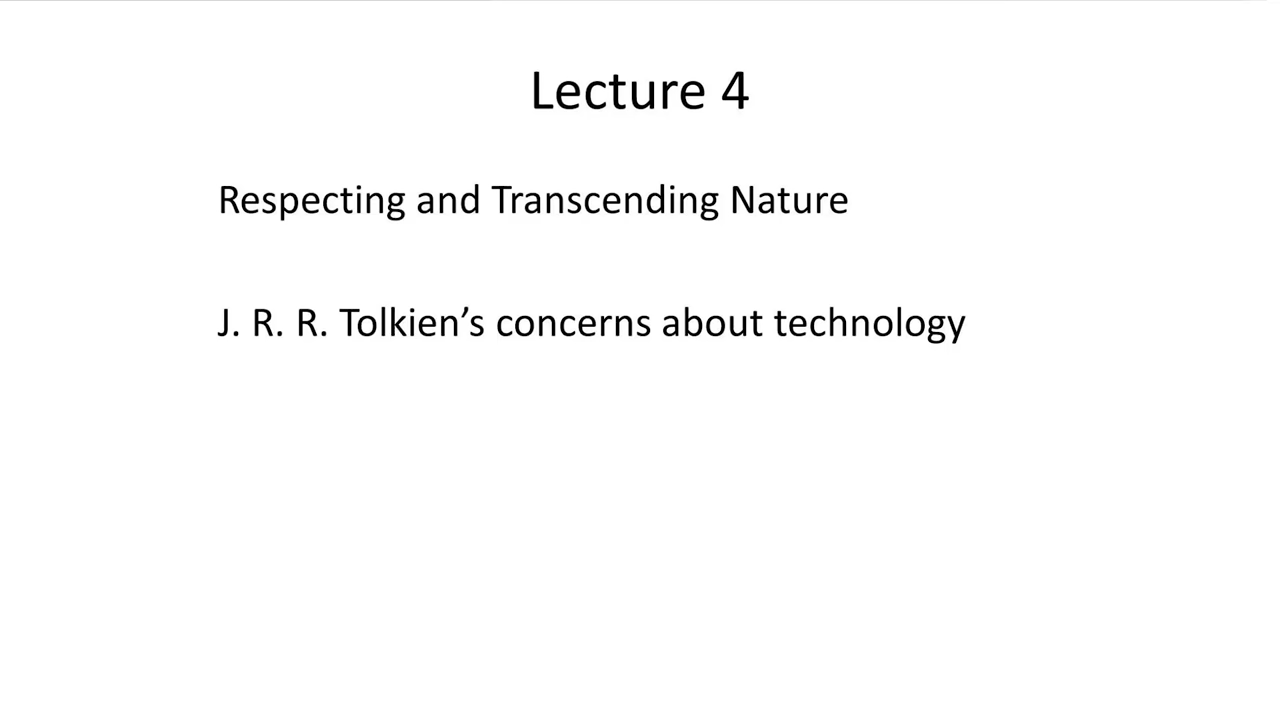 Lecture 4
Respecting and Transcending Nature
J. R. R. Tolkien’s concerns about technology